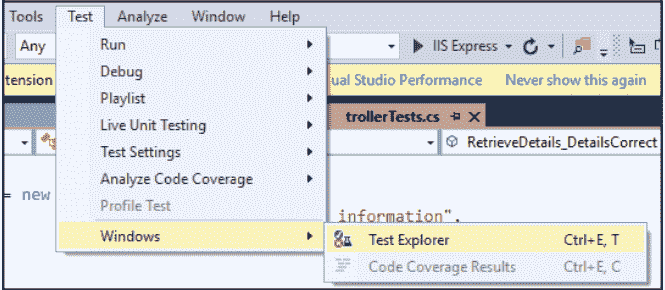 Tools Test Analyze Window Help
Any Run IIS Express
Debug
tension ual Studio Performance Never show this again
Playlist
Live Unit Testing trollerTests.cs
Test Settings RetrieveDetails_DetailsCorrect
Analyze Code Coverage
= new
Profile Test
information".
Windows Test Explorer Ctrl+E, T
Code Coverage Results Ctrl+E, C